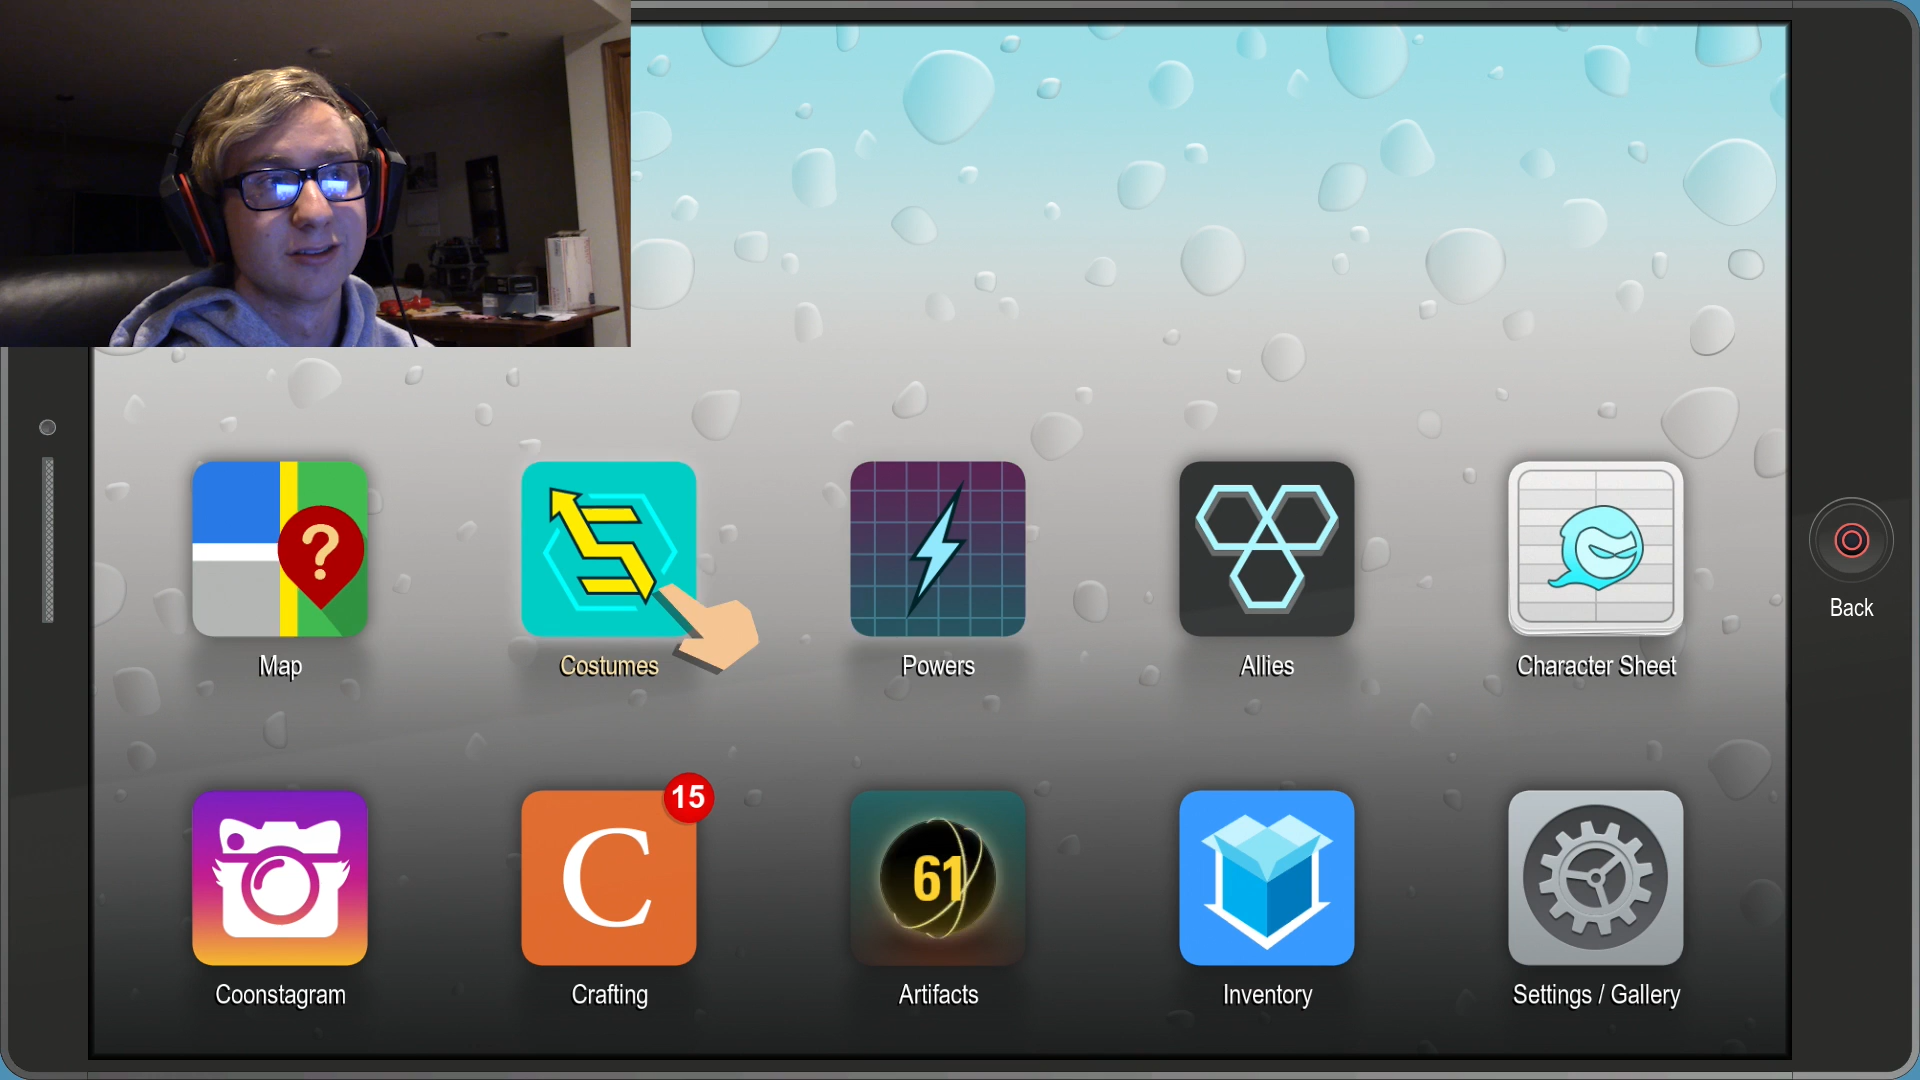 ?
Map
Costumes
Powers
Allies
Character Sheet
Back
Coonstagram
15
C
Crafting
61
Artifacts
Inventory
Settings / Gallery